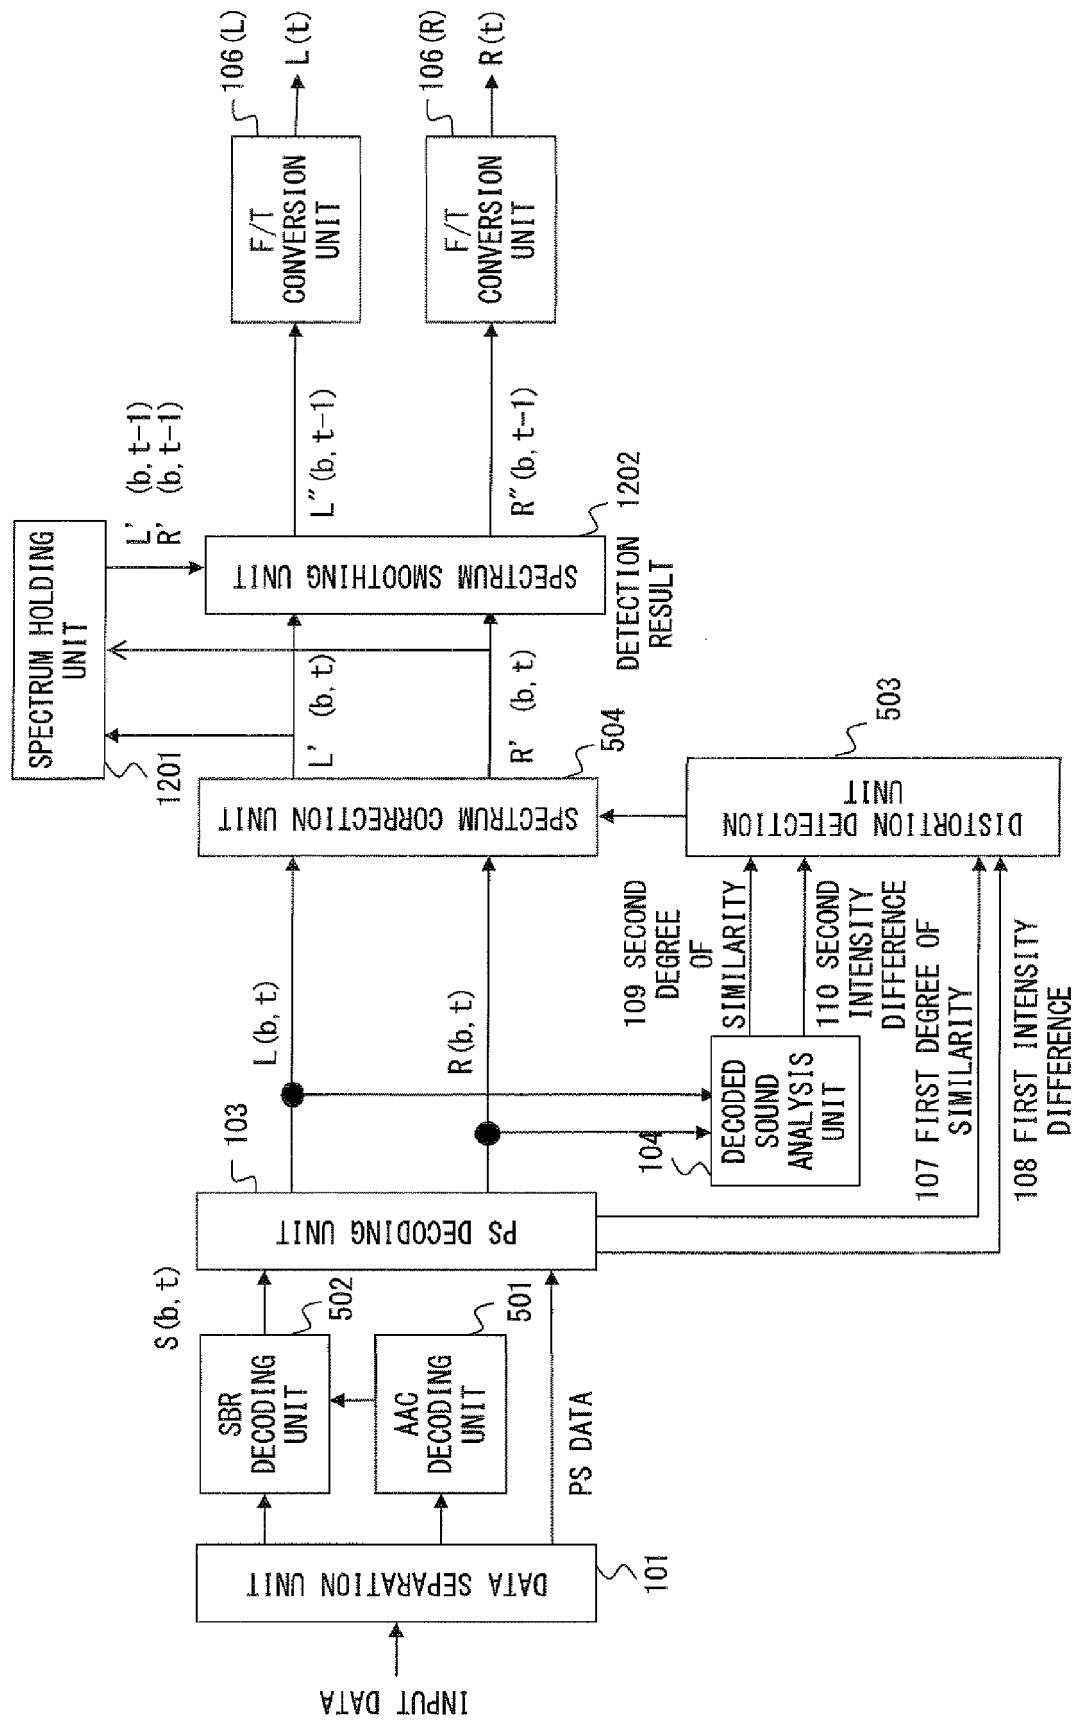 INPUT DATA
DATA SEPARATION UNIT
101
SBR
DECODING
UNIT
502
AAC
DECODING
UNIT
501
PS DATA
S(b, t)
PS DECODING UNIT
103
L(b, t)
R(b, t)
104
DECODED
SOUND
ANALYSIS
UNIT
109 SECOND
DEGREE
OF
SIMILARITY
110 SECOND
INTENSITY
DIFFERENCE
107 FIRST DEGREE OF
SIMILARITY
108 FIRST INTENSITY
DIFFERENCE
DISTORTION DETECTION
UNIT
503
SPECTRUM CORRECTION UNIT
504
L' (b, t)
R' (b, t)
SPECTRUM HOLDING
UNIT
1201
L' (b, t-1)
R' (b, t-1)
SPECTRUM SMOOTHING UNIT
1202
DETECTION
RESULT
L″(b, t-1)
R″(b, t-1)
F/T
CONVERSION
UNIT
106(L)
L(t)
F/T
CONVERSION
UNIT
106(R)
R(t)